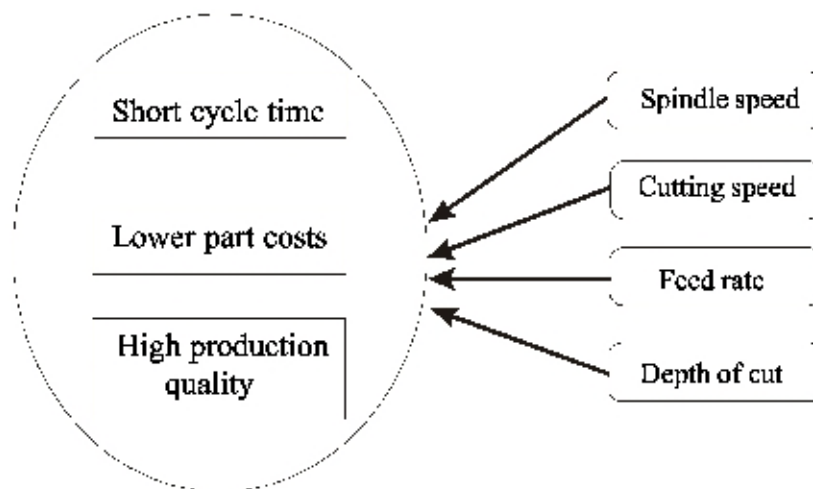 Short cycle time
Lower part costs
High production
quality
Spindle speed
Cutting speed
Feed rate
Depth of cut